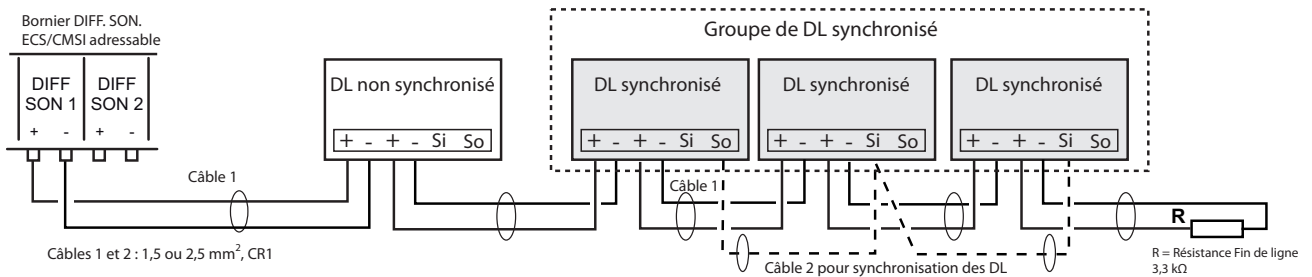 Bornier DIFF. SON.
ECS/CMSI adressable
DIFF
SON 1
+ -
DIFF
SON 2
+ -
Câble 1
Câbles 1 et 2 : 1,5 ou 2,5 mm², CR1
DL non synchronisé
+ - + - Si So
Groupe de DL synchronisé
DL synchronisé
+ - + - Si So
DL synchronisé
+ - + - Si So
DL synchronisé
+ - + - Si So
Câble 1
Câble 2 pour synchronisation des DL
R
R = Résistance Fin de ligne
3,3 kΩ